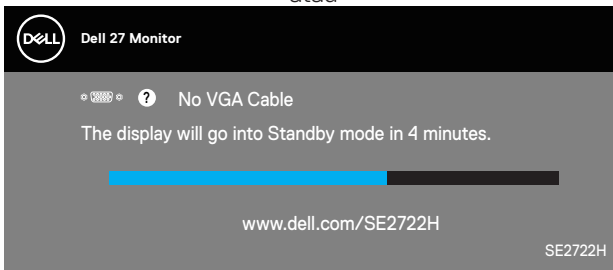 atau
DELL
Dell 27 Monitor
? No VGA Cable
The display will go into Standby mode in 4 minutes.
www.dell.com/SE2722H
SE2722H